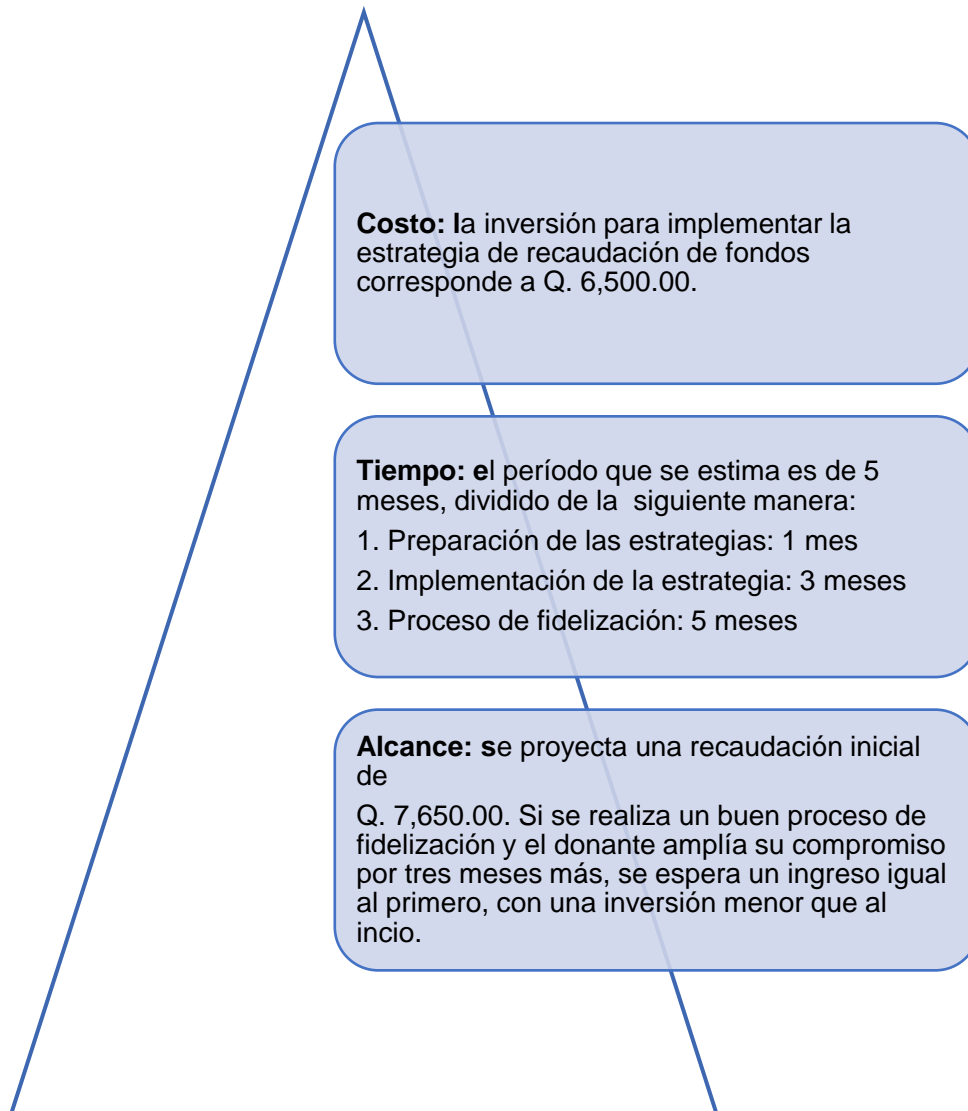 Costo: la inversión para implementar la
estrategia de recaudación de fondos
corresponde a Q. 6,500.00.
Tiempo: el período que se estima es de 5
meses, dividido de la siguiente manera:
1. Preparación de las estrategias: 1 mes
2. Implementación de la estrategia: 3 meses
3. Proceso de fidelización: 5 meses
Alcance: se proyecta una recaudación inicial
de
Q. 7,650.00. Si se realiza un buen proceso de
fidelización y el donante amplía su compromiso
por tres meses más, se espera un ingreso igual
al primero, con una inversión menor que al
incio.